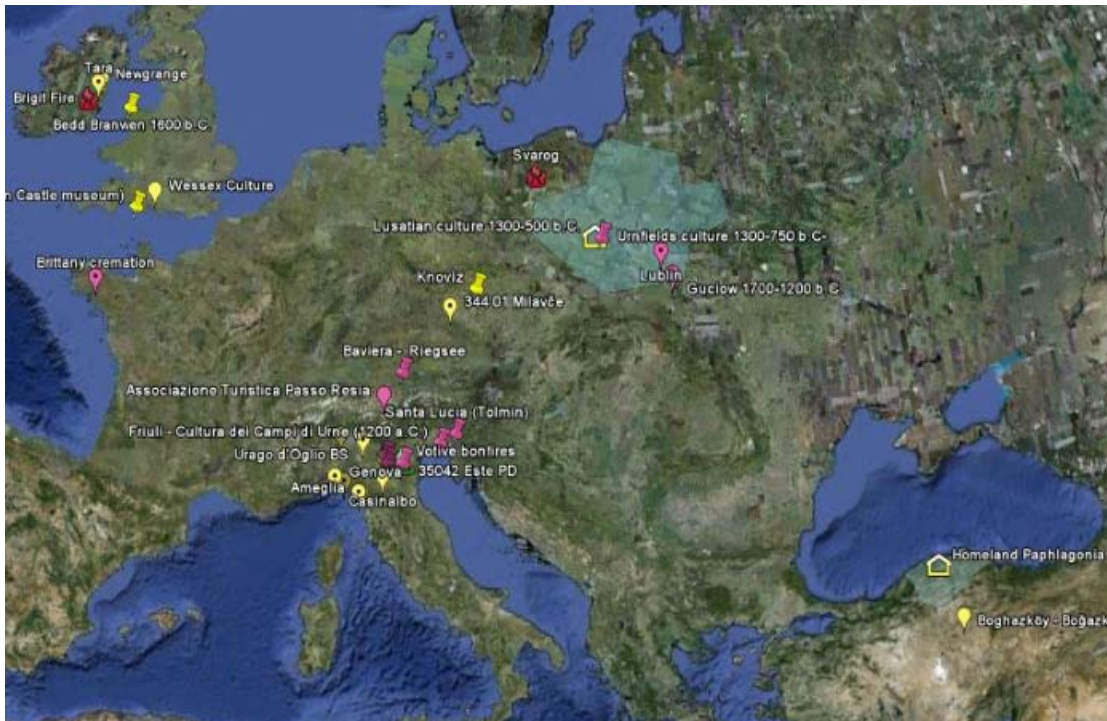 Tara
Newgrange
Brigit Fire
Bedd Branwen 1600 b.C.
Svarog
Wessex Culture
n Castle museum)
Lusatian culture 1300-500 b.C.
Urnfields culture 1300-750 b.C-
Brittany cremation
Lublin
Knoviz
Guciow 1700-1200 b.C
344 01 Milavče
Baviera - Riegsee
Associazione Turistica Passo Resia
Santa Lucia (Tolmin)
Friuli - Cultura dei Campi di Urne (1200 a.C.)
Urago d'Oglio BS
Votive bonfires
Genova
35042 Este PD
Ameglia
Casinalbo
Homeland Paphlagonia
Boghazköy - Boğazk